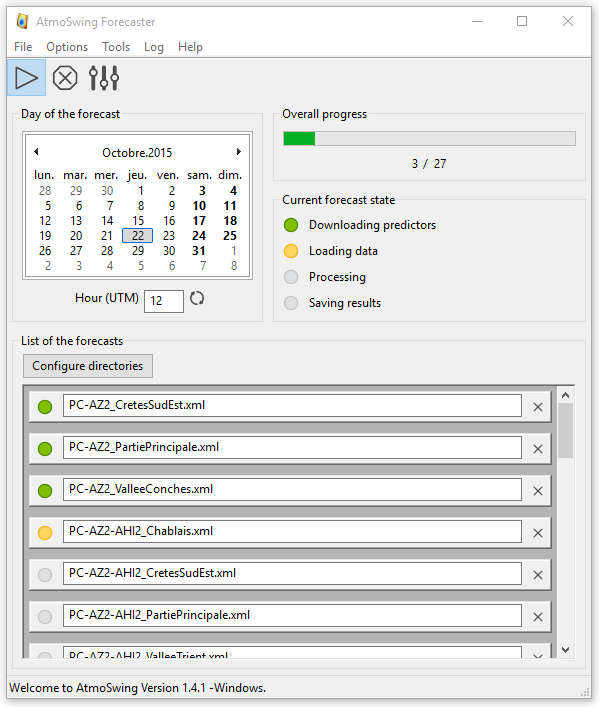 AtmoSwing Forecaster
File Options Tools Log Help
Day of the forecast
Octobre.2015
lun. mar. mer. jeu. ven. sam. dim.
28 29 30 1 2 3 4
5 6 7 8 9 10 11
12 13 14 15 16 17 18
19 20 21 22 23 24 25
26 27 28 29 30 31 1
2 3 4 5 6 7 8
Hour (UTM) 12
Overall progress
3 / 27
Current forecast state
Downloading predictors
Loading data
Processing
Saving results
List of the forecasts
Configure directories
PC-AZ2_CretesSudEst.xml
PC-AZ2_PartiePrincipale.xml
PC-AZ2_ValleeConches.xml
PC-AZ2-AHI2_Chablais.xml
PC-AZ2-AHI2_CretesSudEst.xml
PC-AZ2-AHI2_PartiePrincipale.xml
PC-AZ2-AHI2_ValleeTrient.xml
Welcome to AtmoSwing Version 1.4.1 -Windows.